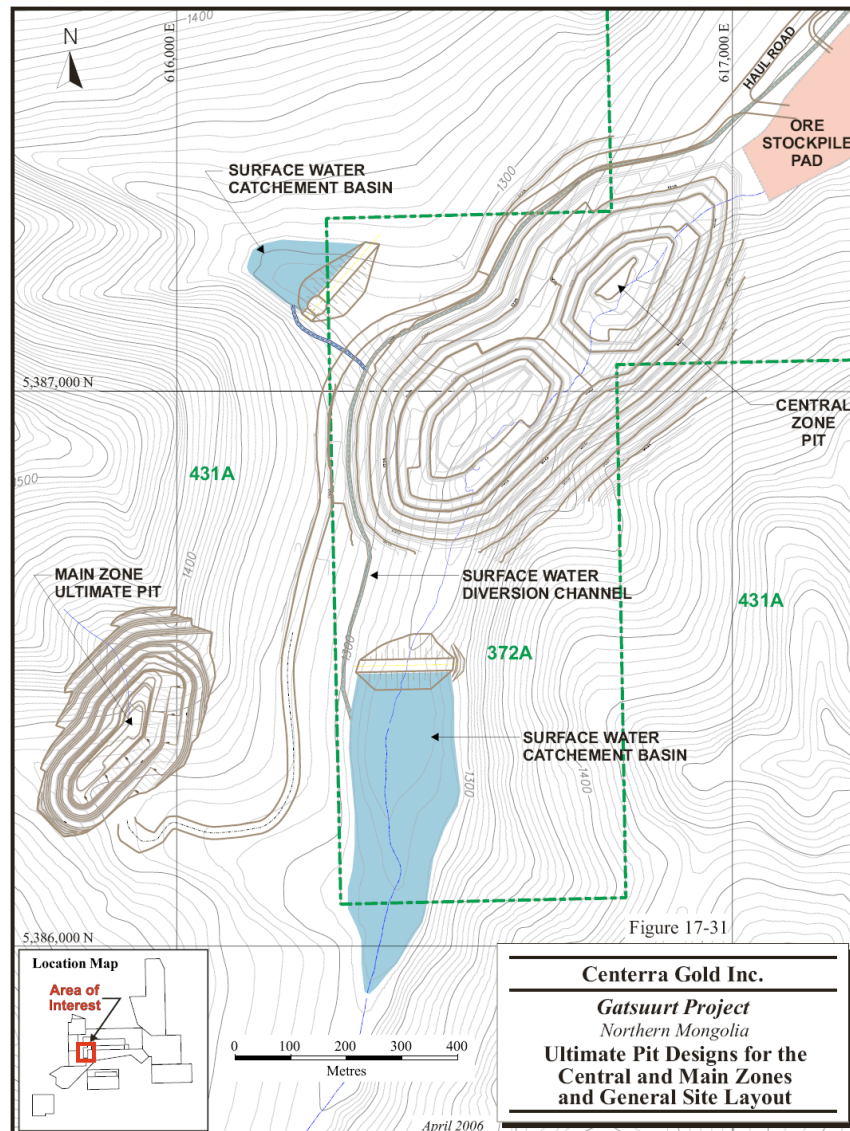 1400
N
616,000 E
617,000 E
HAUL ROAD
ORE
STOCKPILE
PAD
SURFACE WATER
CATCHEMENT BASIN
1300
5,387,000 N
CENTRAL
ZONE
PIT
431A
1500
1400
MAIN ZONE
ULTIMATE PIT
SURFACE WATER
DIVERSION CHANNEL
431A
1300
372A
SURFACE WATER
CATCHEMENT BASIN
1300
1400
5,386,000 N
Figure 17-31
Location Map
Area of
Interest
0 100 200 300 400
Metres
Centerra Gold Inc.
Gatsuurt Project
Northern Mongolia
Ultimate Pit Designs for the
Central and Main Zones
and General Site Layout
April 2006